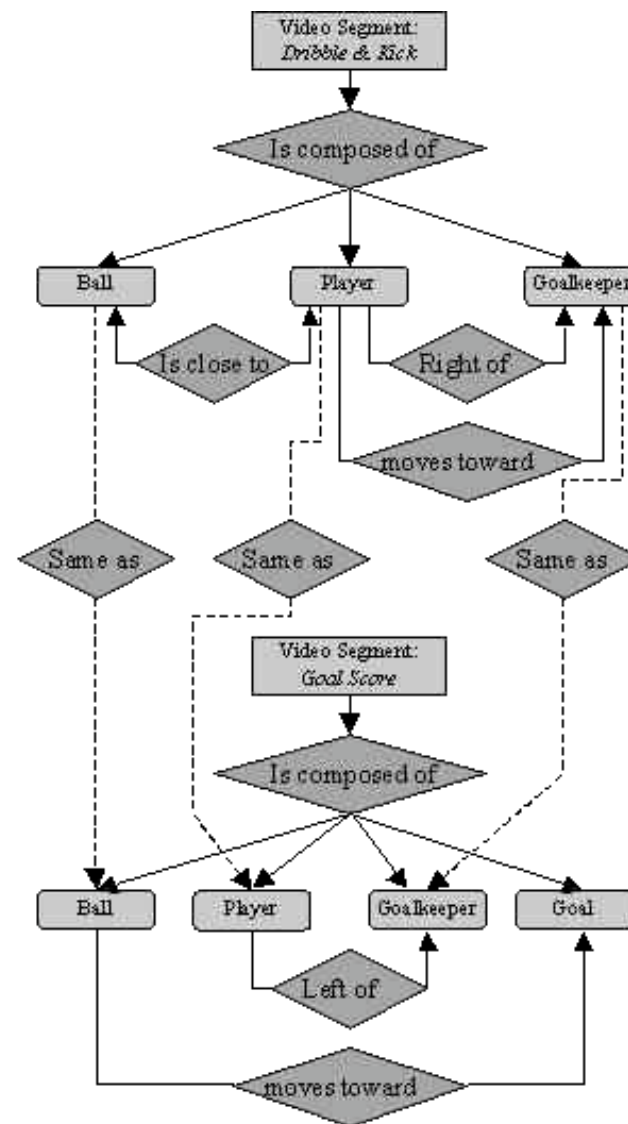 Video Segment:
Dribble & Kick
Is composed of
Ball
Player
Goalkeeper
Is close to
Right of
moves toward
Same as
Same as
Same as
Video Segment:
Goal Score
Is composed of
Ball
Player
Goalkeeper
Goal
Left of
moves toward